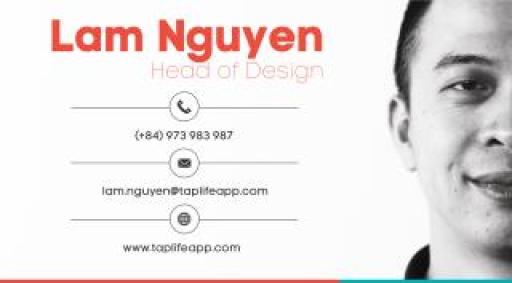 Lam Nguyen
Head of Design
(+84) 973 983 987
lam.nguyen@taplifeapp.com
www.taplifeapp.com